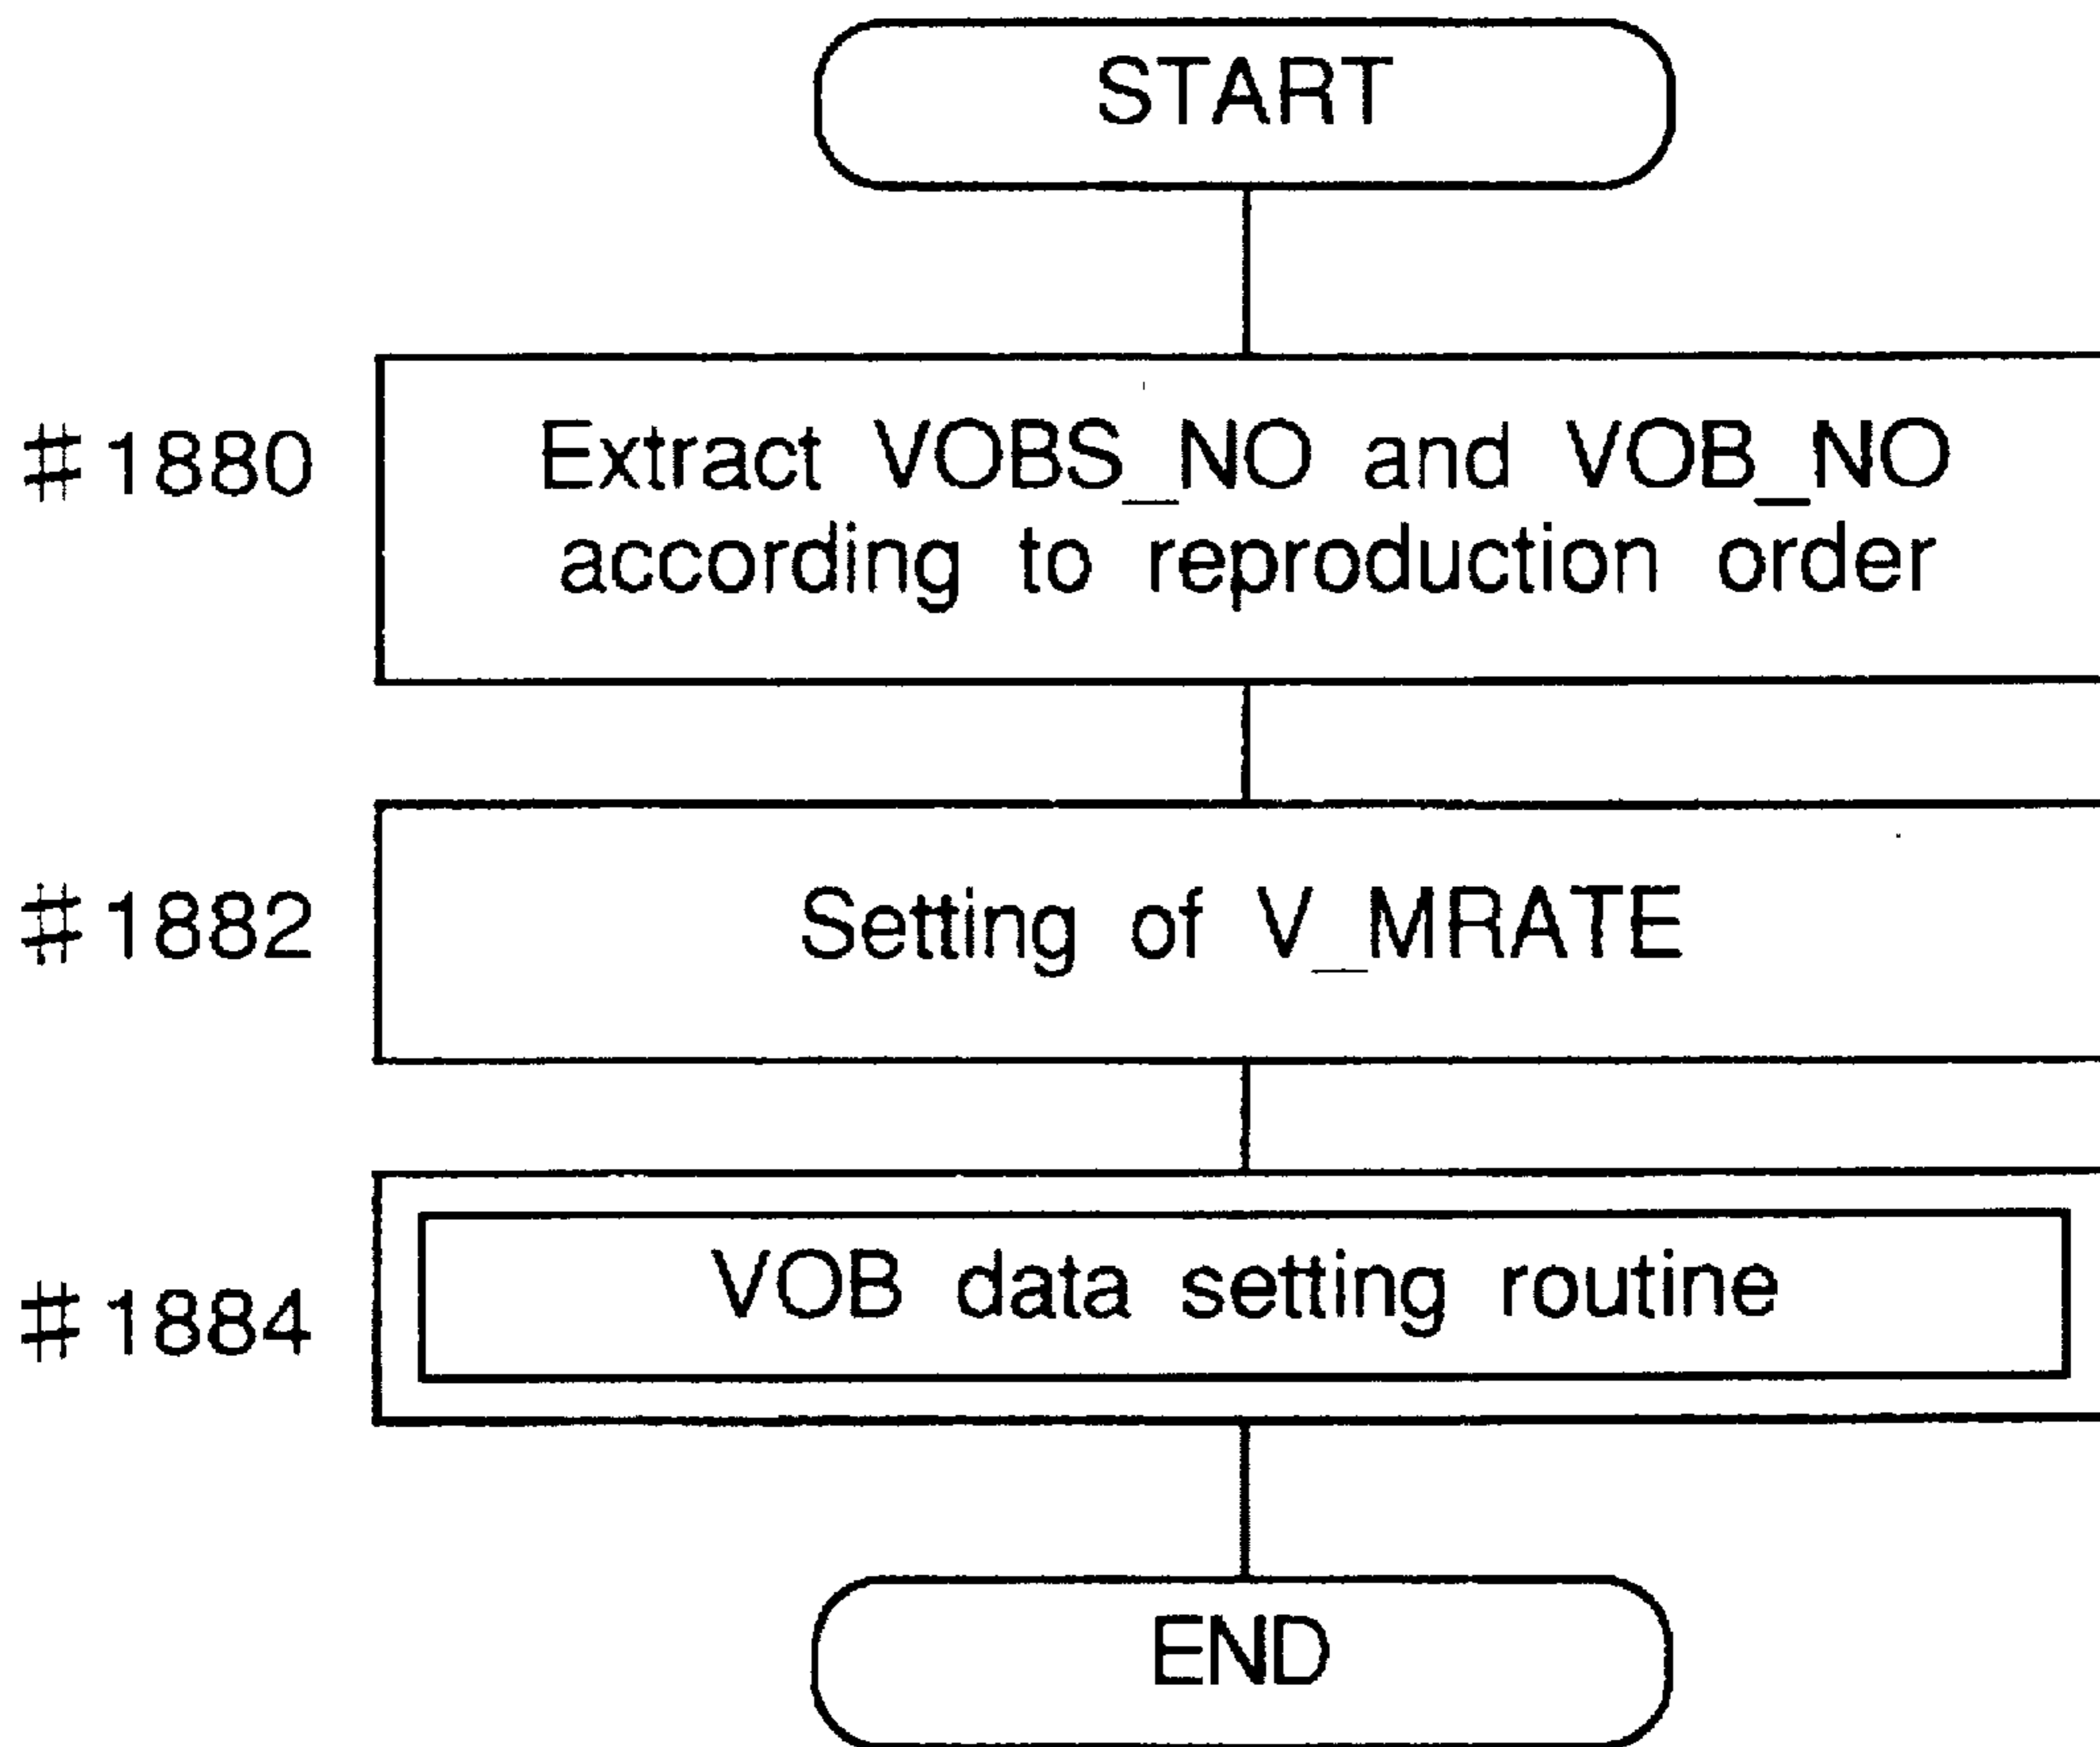 START
#1880
Extract VOBS_NO and VOB_NO
according to reproduction order
#1882
Setting of V_MRATE
#1884
VOB data setting routine
END